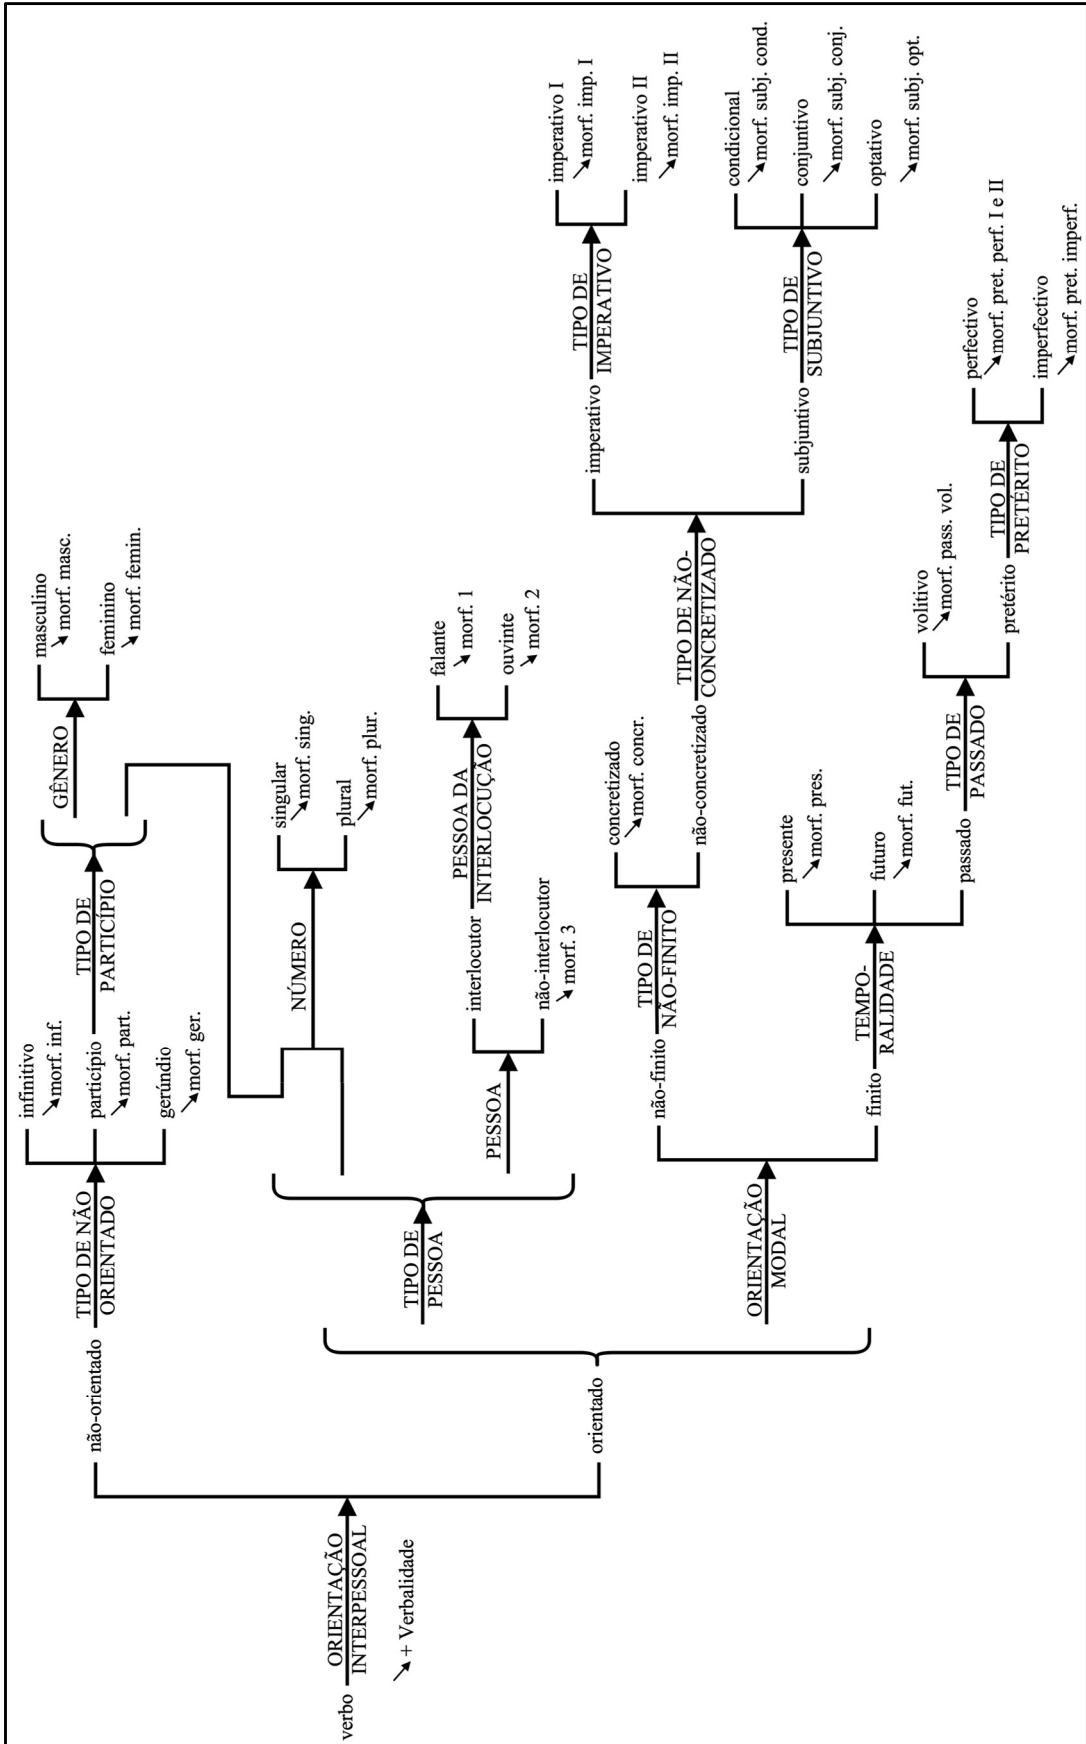 verbo
ORIENTAÇÃO
INTERPESSOAL
↘+ Verbalidade
não-orientado
TIPO DE NÃO
ORIENTADO
infinitivo
↘morf. inf.
particípio
↘morf. part.
gerúndio
↘morf. ger.
TIPO DE
PARTICÍPIO
GÊNERO
masculino
↘morf. masc.
feminino
↘morf. femin.
orientado
TIPO DE
PESSOA
NÚMERO
singular
↘morf. sing.
plural
↘morf. plur.
PESSOA
interlocutor
PESSOA DA
INTERLOCUÇÃO
falante
↘morf. 1
ouvinte
↘morf. 2
não-interlocutor
↘morf. 3
ORIENTAÇÃO
MODAL
não-finito
TIPO DE
NÃO-FINITO
concretizado
↘morf. concr.
não-concretizado
TIPO DE NÃO-
CONCRETIZADO
imperativo
TIPO DE
IMPERATIVO
imperativo I
↘morf. imp. I
imperativo II
↘morf. imp. II
subjuntivo
TIPO DE
SUBJUNTIVO
condicional
↘morf. subj. cond.
conjuntivo
↘morf. subj. conj.
optativo
↘morf. subj. opt.
finito
TEMPO-
RALIDADE
presente
↘morf. pres.
futuro
↘morf. fut.
passado
TIPO DE
PASSADO
volitivo
↘morf. pass. vol.
pretérito
TIPO DE
PRETÉRITO
perfectivo
↘morf. pret. perf. I e II
imperfectivo
↘morf. pret. imperf.